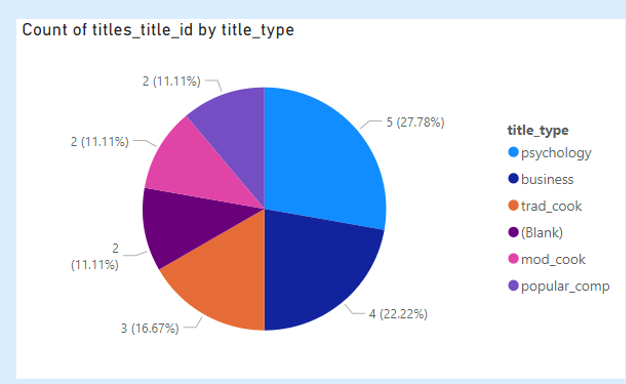 Count of titles_title_id by title_type
2 (11.11%)
5 (27.78%)
2 (11.11%)
2
(11.11%)
3 (16.67%)
4 (22.22%)
title_type
psychology
business
trad_cook
(Blank)
mod_cook
popular_comp